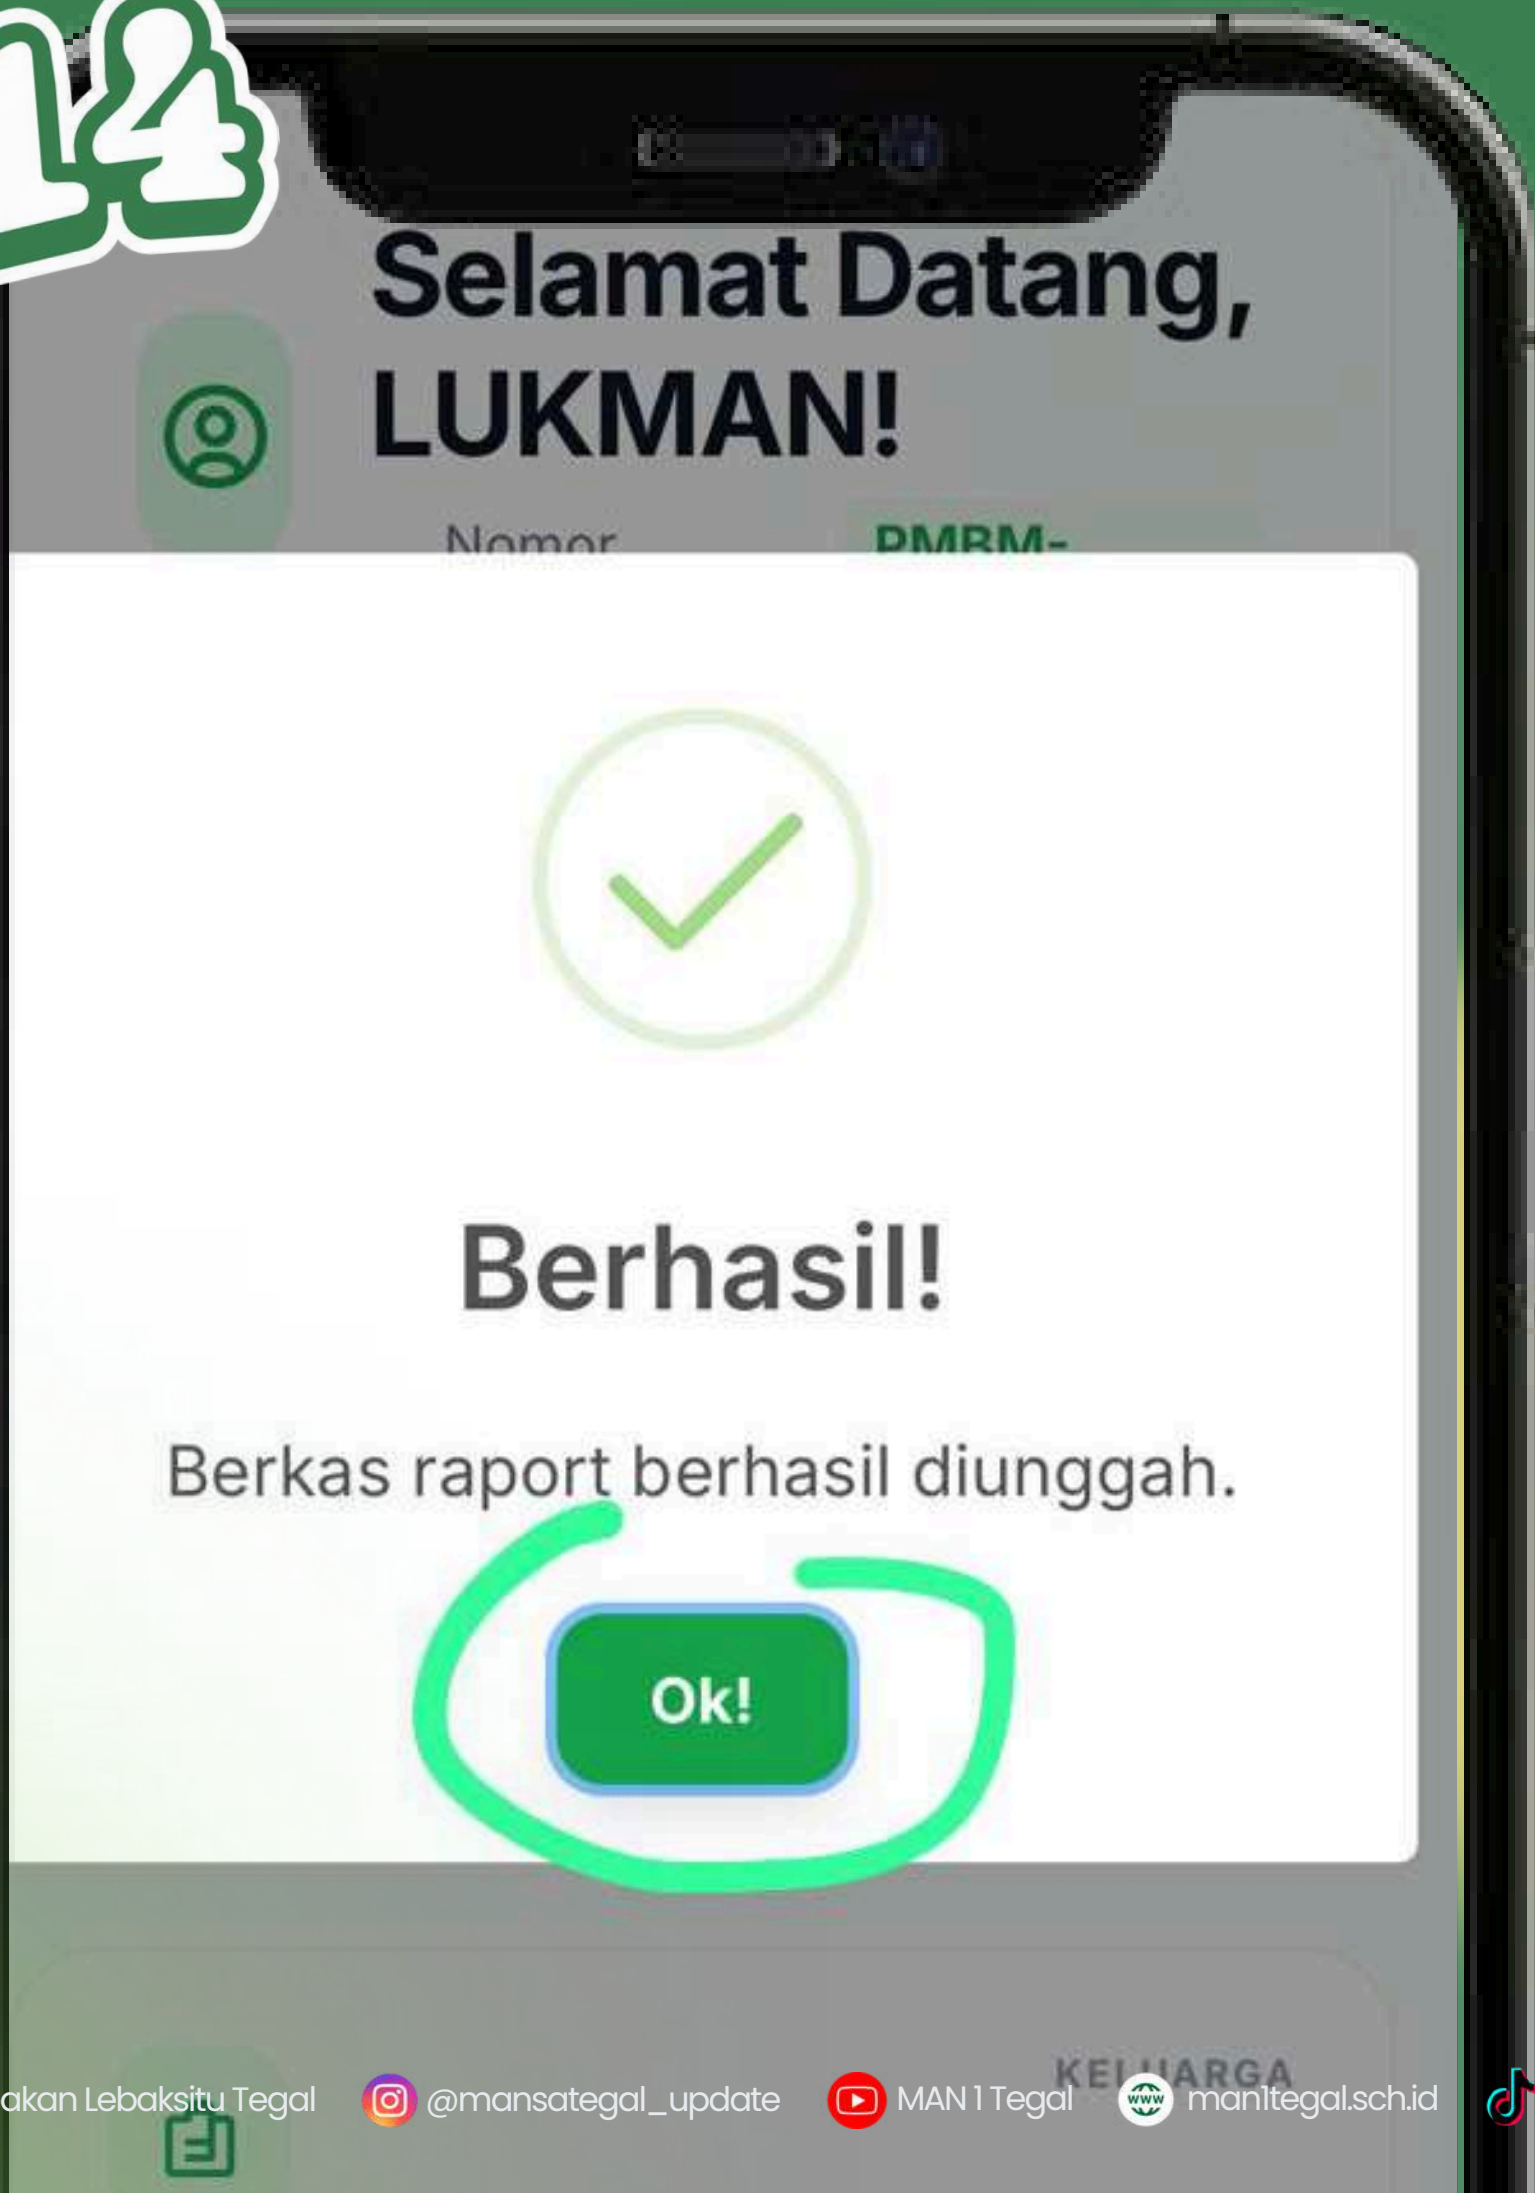 14
Selamat Datang,
LUKMAN!
Nomor PMBM-
Berhasil!
Berkas raport berhasil diunggah.
Ok!
KELUARGA
akan Lebaksitu Tegal @mansategal_update MAN 1 Tegal www man1tegal.sch.id